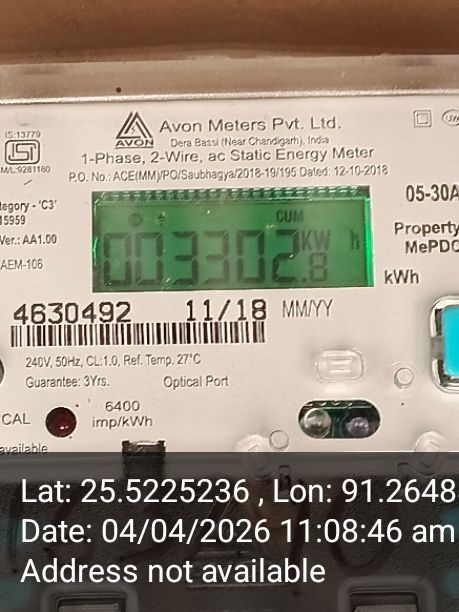 AVON
Avon Meters Pvt. Ltd.
Dera Bassi (Near Chandigarh), India
1-Phase, 2-Wire, ac Static Energy Meter
P.O. No.: ACE(MM)/PO/Saubhagya/2018-19/195 Dated: 12-10-2018
IS:13779
ISI
M/L:9281180
tegory - 'C3'
15959
Ver.: AA1.00
AEM-106
05-30A
Property
MePDC
CUM
003302.8 KW
kWh
4630492 11/18 MM/YY
240V, 50Hz, CL:1.0, Ref. Temp. 27°C
Guarantee: 3Yrs. Optical Port
CAL 6400
imp/kWh
available
Lat: 25.5225236 , Lon: 91.2648
Date: 04/04/2026 11:08:46 am
Address not available